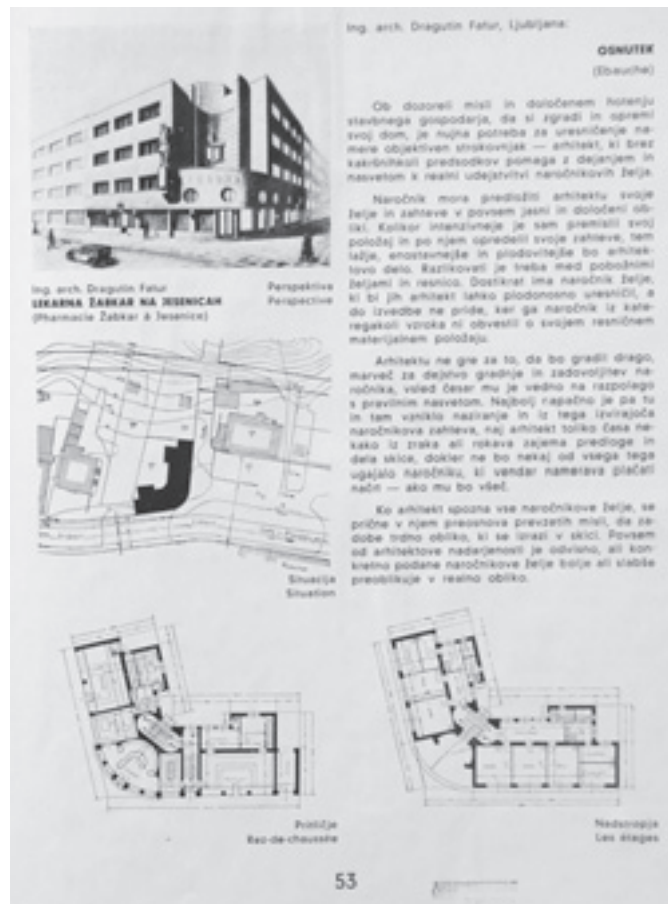 Ing. arch. Dragutin Fatur, Ljubljana:
OSNUTEK
(Ebauche)
Ob dozoreli misli in določenem hotenju
stavbnega gospodarja, da si zgradi in opremi
svoj dom, je nujna potreba za uresničenje na-
mere objektiven strokovnjak — arhitekt, ki brez
kakršnihkoli predsodkov pomaga z dejanjem in
nasvetom k realni udejstvitvi naročnikovih želja.
Naročnik mora predložiti arhitektu svoje
želje in zahteve v povsem jasni in določeni ob-
liki. Kolikor intenzivneje je sam premislil svoj
položaj in po njem opredelil svoje zahteve, tem
lažje, enostavnejše in plodovitejše bo arhitek-
tovo delo. Razlikovati je treba med pobožnimi
željami in resnico. Dostikrat ima naročnik želje,
ki bi jih arhitekt lahko plodonosno uresničil, a
do izvedbe ne pride, ker ga naročnik iz kate-
regakoli vzroka ni obvestil o svojem resničnem
materijalnem položaju.
Arhitektu ne gre za to, da bo gradil drago,
marveč za dejstvo gradnje in zadovoljitev na-
ročnika, vsled česar mu je vedno na razpolago
s pravilnim nasvetom. Najbolj napačno je pa tu
in tam vzniklo naziranje in iz tega izvirajoča
naročnikova zahteva, naj arhitekt toliko časa ne-
kako iz zraka ali rokava zajema predloge in
dela skice, dokler ne bo nekaj od vsega tega
ugajalo naročniku, ki vendar namerava plačati
načrt — ako mu bo všeč.
Ko arhitekt spozna vse naročnikove želje, se
prične v njem preosnova prevzetih misli, da za-
dobe trdno obliko, ki se izrazi v skici. Povsem
od arhitektove nadarjenosti je odvisno, ali kon-
kretno podane naročnikove želje bolje ali slabše
preoblikuje v realno obliko.
Ing. arch. Dragutin Fatur
LEKARNA ŽABKAR NA JESENICAH
(Pharmacie Žabkar à Jesenice)
Perspektiva
Perspective
Situacija
Situation
Pritličje
Rez-de-chaussée
Nadstropja
Les étages
53